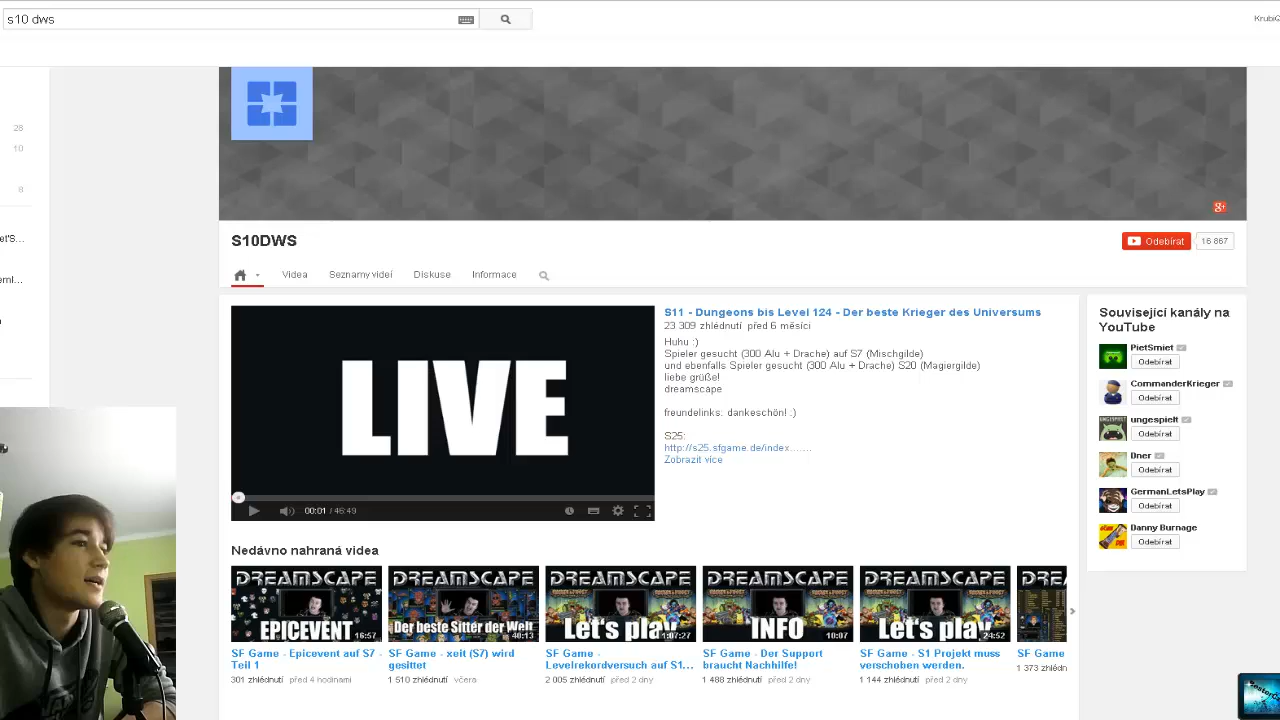 s10 dws
28
10
8
S10DWS
Odebírat
16 867
Videa
Seznamy videí
Diskuse
Informace
LIVE
00:01 / 46:49
S11 - Dungeons bis Level 124 - Der beste Krieger des Universums
23 309 zhlédnutí před 6 měsíci
Huhu :)
Spieler gesucht (300 Alu + Drache) auf S7 (Mischgilde)
und ebenfalls Spieler gesucht (300 Alu + Drache) S20 (Magiergilde)
liebe grüße!
dreamscape
freundelinks: dankeschön! :)
S25:
http://s25.sfgame.de/index.......
Zobrazit více
Související kanály na
YouTube
PietSmiet
Odebírat
CommanderKrieger
Odebírat
ungespielt
Odebírat
Dner
Odebírat
GermanLetsPlay
Odebírat
Danny Burnage
Odebírat
Nedávno nahraná videa
DREAMSCAPE
EPICEVENT
16:57
SF Game - Epicevent auf S7 -
Teil 1
301 zhlédnutí před 4 hodinami
DREAMSCAPE
Der beste Sitter der Welt
40:13
SF Game - xeit (S7) wird
gesittet
1 510 zhlédnutí včera
DREAMSCAPE
Let's play
1:07:27
SF Game -
Levelrekordversuch auf S1...
2 005 zhlédnutí před 2 dny
DREAMSCAPE
INFO
10:07
SF Game - Der Support
braucht Nachhilfe!
1 488 zhlédnutí před 2 dny
DREAMSCAPE
Let's play
24:52
SF Game - S1 Projekt muss
verschoben werden.
1 144 zhlédnutí před 2 dny
DREA
SF Game
1 373 zhlédn